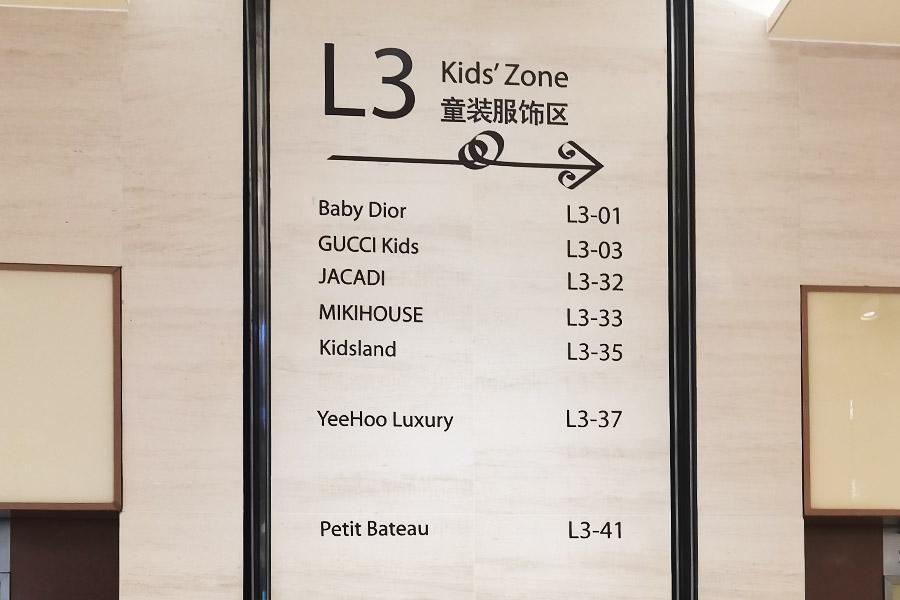 L3 Kids' Zone
童装服饰区
Baby Dior L3-01
GUCCI Kids L3-03
JACADI L3-32
MIKIHOUSE L3-33
Kidsland L3-35
YeeHoo Luxury L3-37
Petit Bateau L3-41